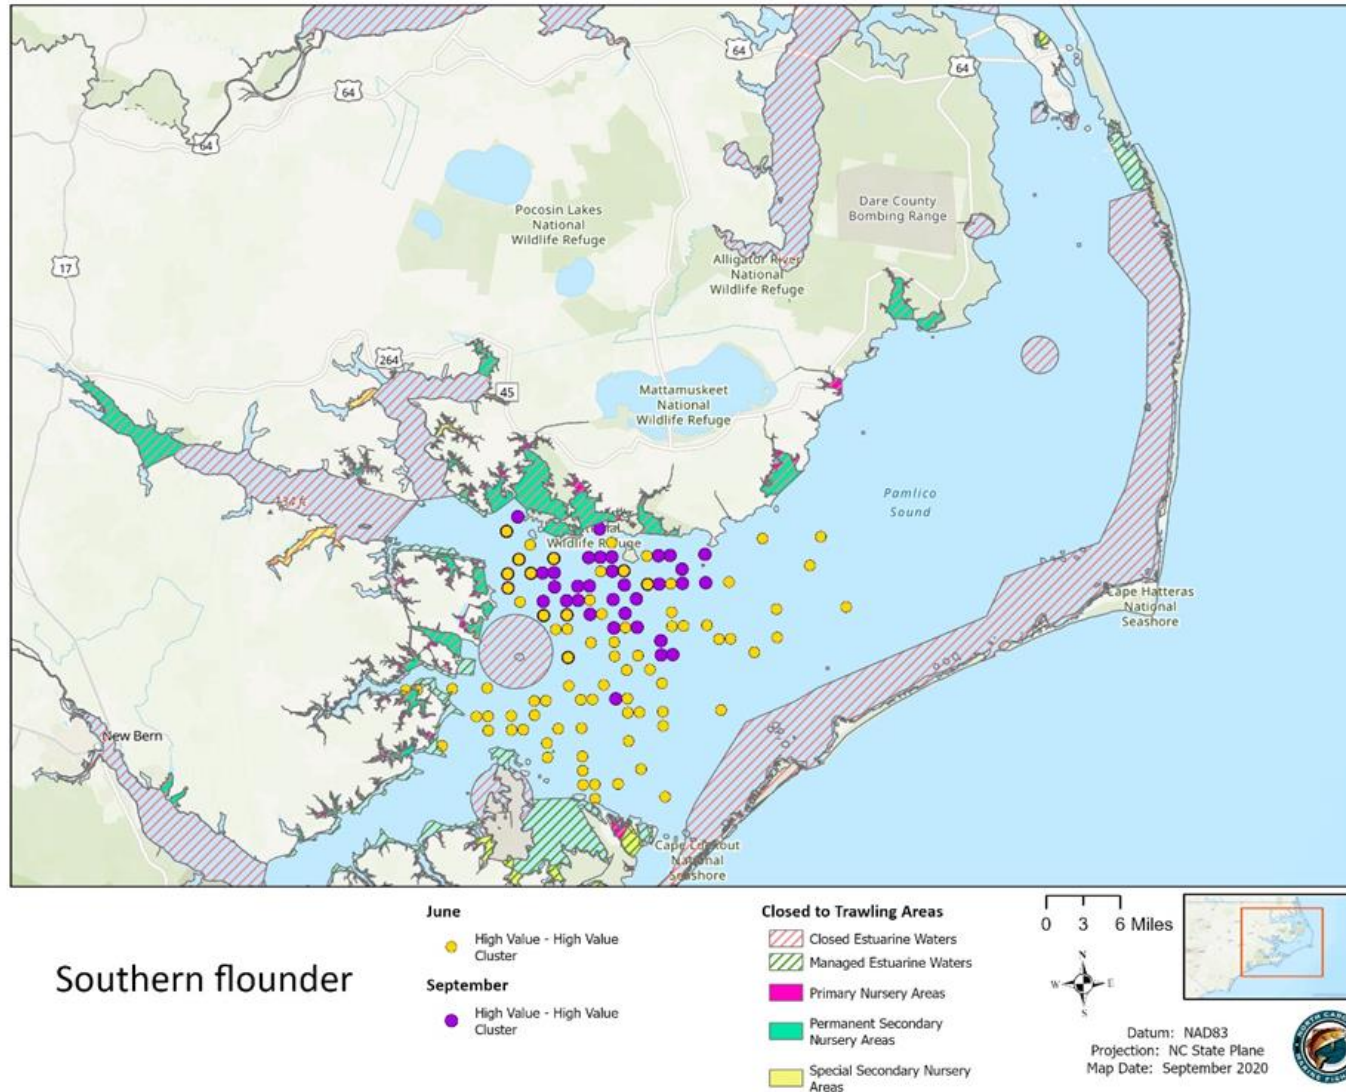 64
64
64
64
Pocosin Lakes
National
Wildlife Refuge
Dare County
Bombing Range
17
Alligator River
National
Wildlife Refuge
264
45
Mattamuskeet
National
Wildlife Refuge
Pamlico
Sound
Wildlife Refuge
Cape Hatteras
National
Seashore
New Bern
Cape Lookout
National
Seashore
Southern flounder
June
High Value - High Value
Cluster
September
High Value - High Value
Cluster
Closed to Trawling Areas
Closed Estuarine Waters
Managed Estuarine Waters
Primary Nursery Areas
Permanent Secondary
Nursery Areas
Special Secondary Nursery
Areas
0 3 6 Miles
N
W E
S
Datum: NAD83
Projection: NC State Plane
Map Date: September 2020